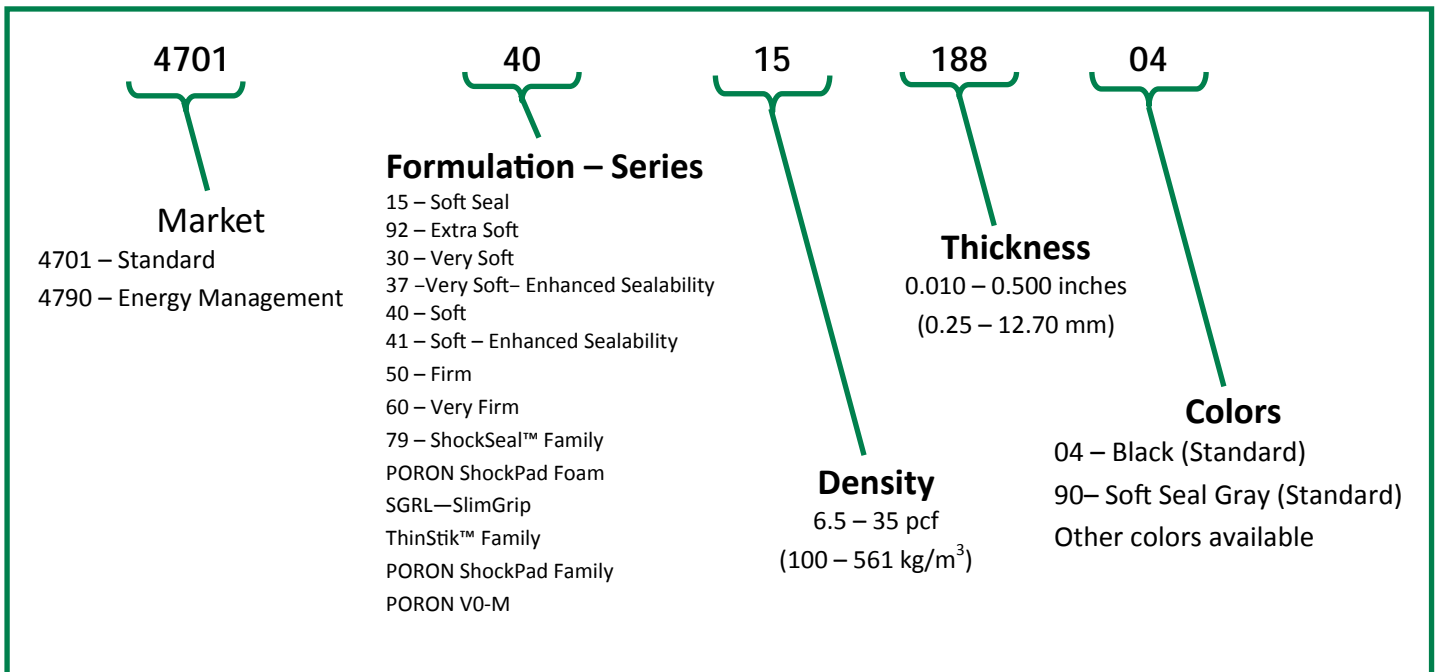 4701 40 15 188 04
Market
4701 – Standard
4790 – Energy Management
Formulation – Series
15 – Soft Seal
92 – Extra Soft
30 – Very Soft
37 –Very Soft– Enhanced Sealability
40 – Soft
41 – Soft – Enhanced Sealability
50 – Firm
60 – Very Firm
79 – ShockSeal™ Family
PORON ShockPad Foam
SGRL—SlimGrip
ThinStik™ Family
PORON ShockPad Family
PORON V0-M
Density
6.5 – 35 pcf
(100 – 561 kg/m³)
Thickness
0.010 – 0.500 inches
(0.25 – 12.70 mm)
Colors
04 – Black (Standard)
90– Soft Seal Gray (Standard)
Other colors available